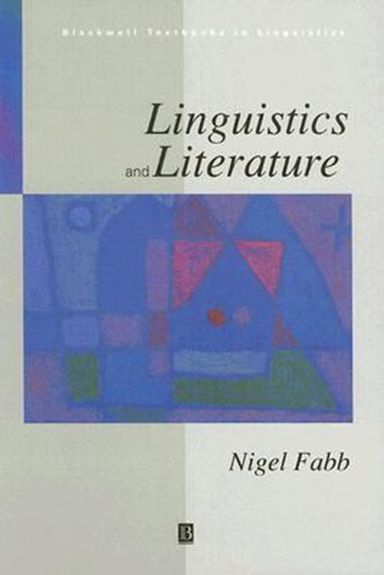 Blackwell Textbooks in Linguistics
Linguistics
and Literature
Nigel Fabb
B